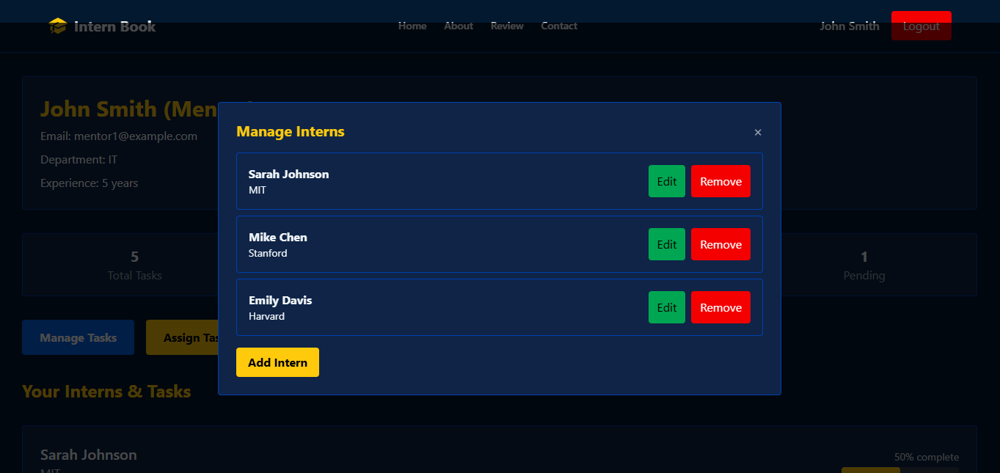 Intern Book
Home About Review Contact
John Smith
Logout
John Smith (Men
Email: mentor1@example.com
Department: IT
Experience: 5 years
5
Total Tasks
1
Pending
Manage Tasks
Assign Tas
Manage Interns
×
Sarah Johnson
MIT
Edit Remove
Mike Chen
Stanford
Edit Remove
Emily Davis
Harvard
Edit Remove
Add Intern
Your Interns & Tasks
Sarah Johnson
50% complete
MIT